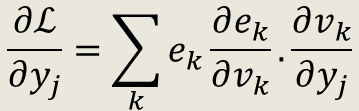 ∂ℒ/∂y_j = ∑_k e_k ∂e_k/∂v_k . ∂v_k/∂y_j